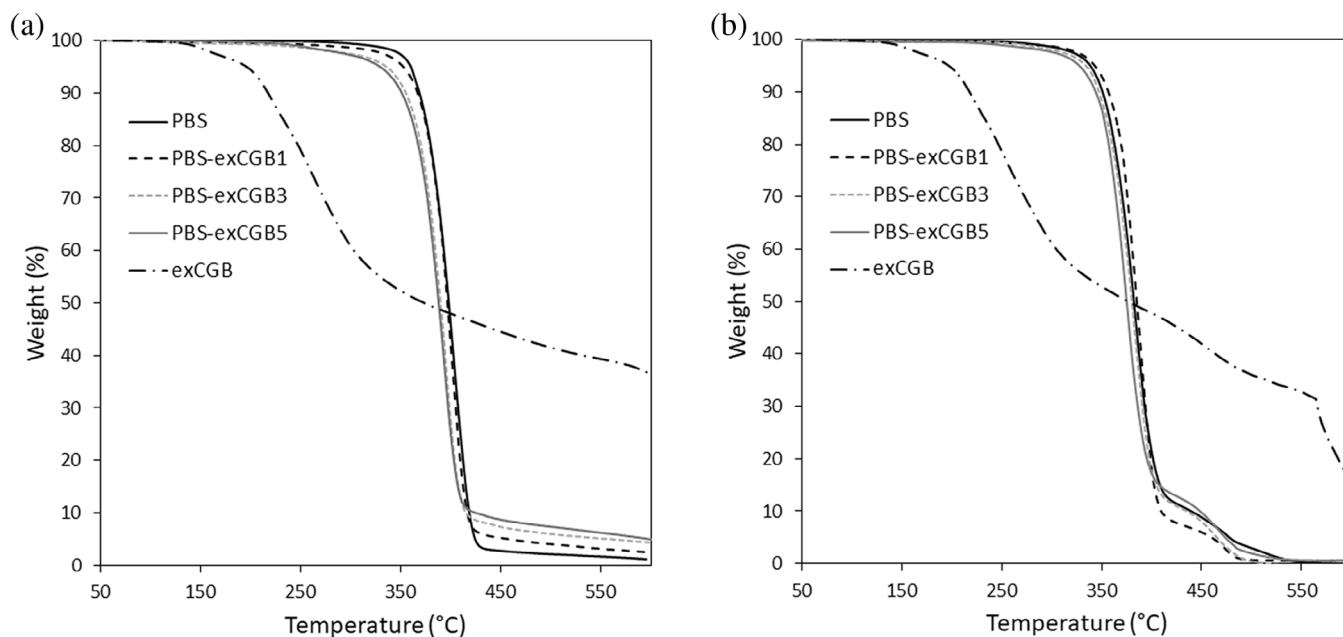 (a)
100
90
80
70
60
50
40
30
20
10
0
Weight (%)
PBS
PBS-exCGB1
PBS-exCGB3
PBS-exCGB5
exCGB
50 150 250 350 450 550
Temperature (°C)
(b)
100
90
80
70
60
50
40
30
20
10
0
Weight (%)
PBS
PBS-exCGB1
PBS-exCGB3
PBS-exCGB5
exCGB
50 150 250 350 450 550
Temperature (°C)